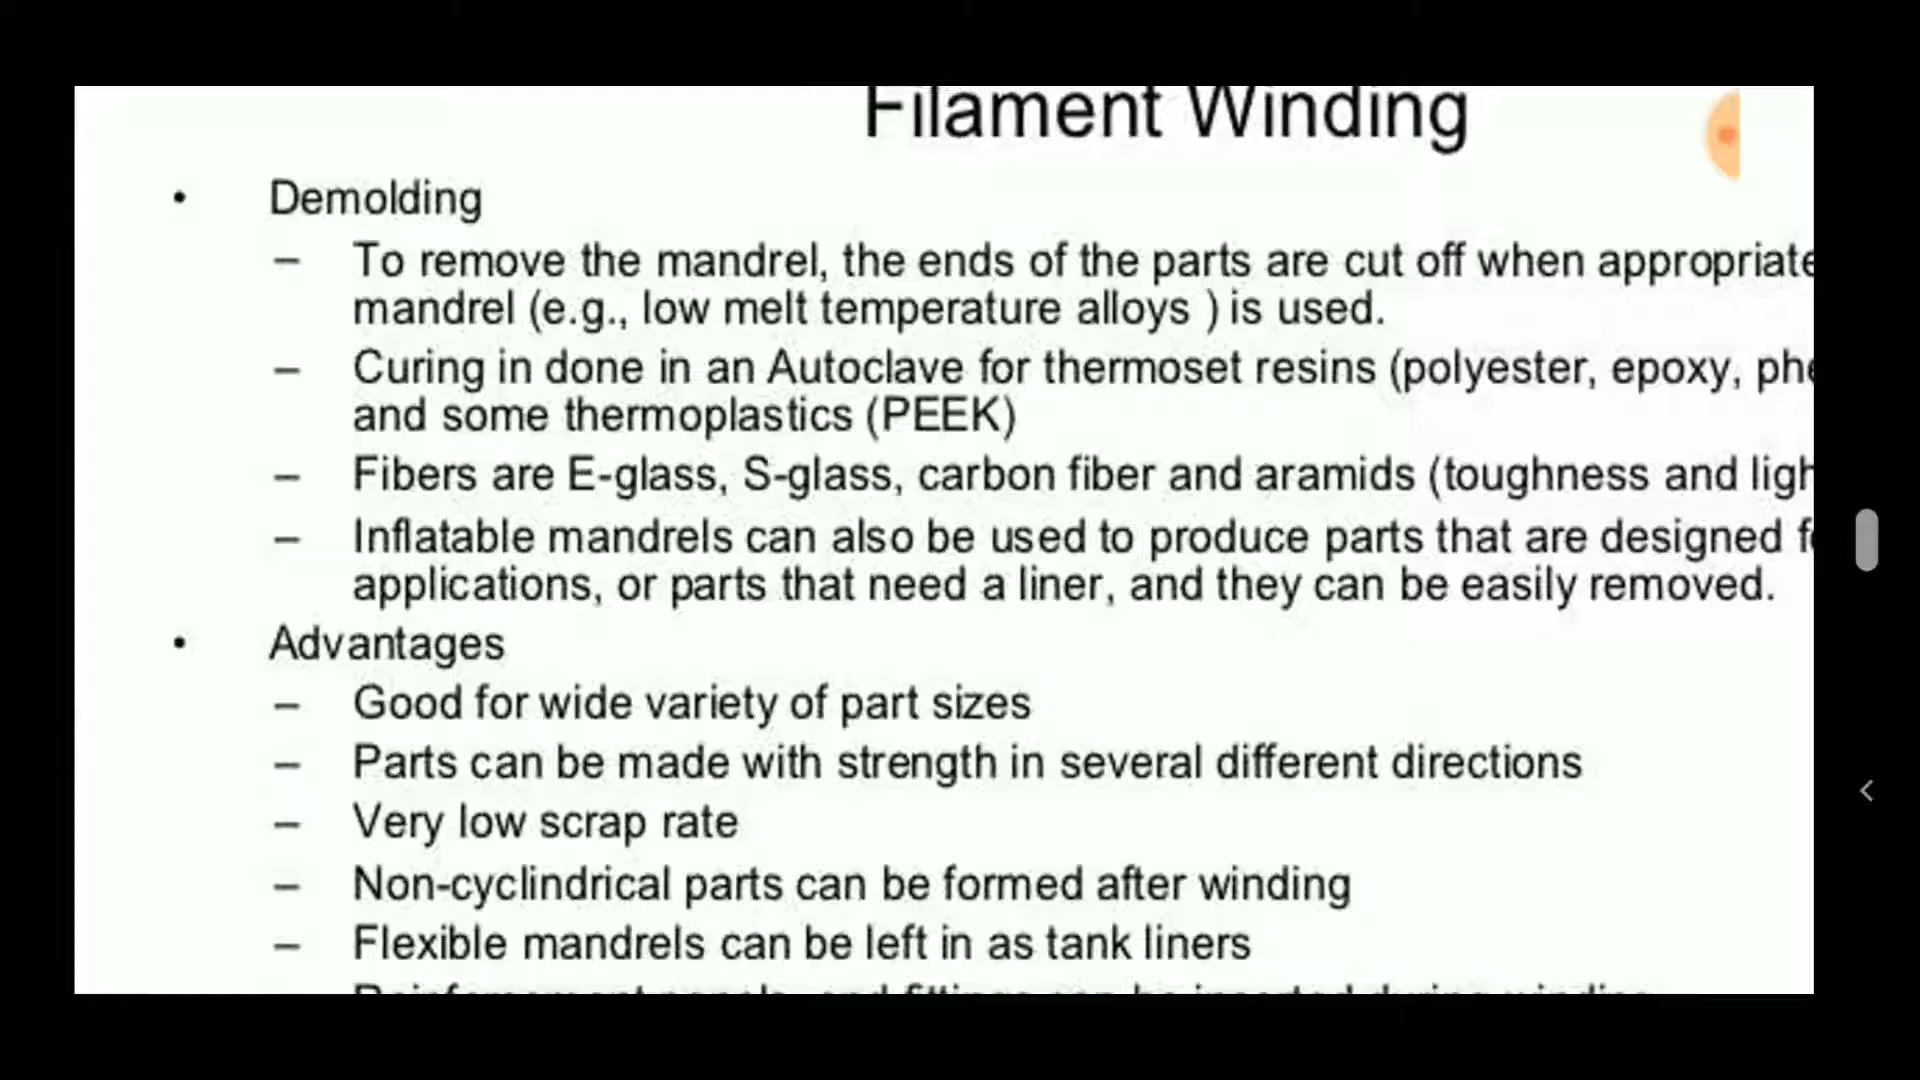 Filament Winding
• Demolding
– To remove the mandrel, the ends of the parts are cut off when appropriate
mandrel (e.g., low melt temperature alloys ) is used.
– Curing in done in an Autoclave for thermoset resins (polyester, epoxy,
and some thermoplastics (PEEK)
– Fibers are E-glass, S-glass, carbon fiber and aramids (toughness and
– Inflatable mandrels can also be used to produce parts that are designed
applications, or parts that need a liner, and they can be easily removed.
• Advantages
– Good for wide variety of part sizes
– Parts can be made with strength in several different directions
– Very low scrap rate
– Non-cyclindrical parts can be formed after winding
– Flexible mandrels can be left in as tank liners